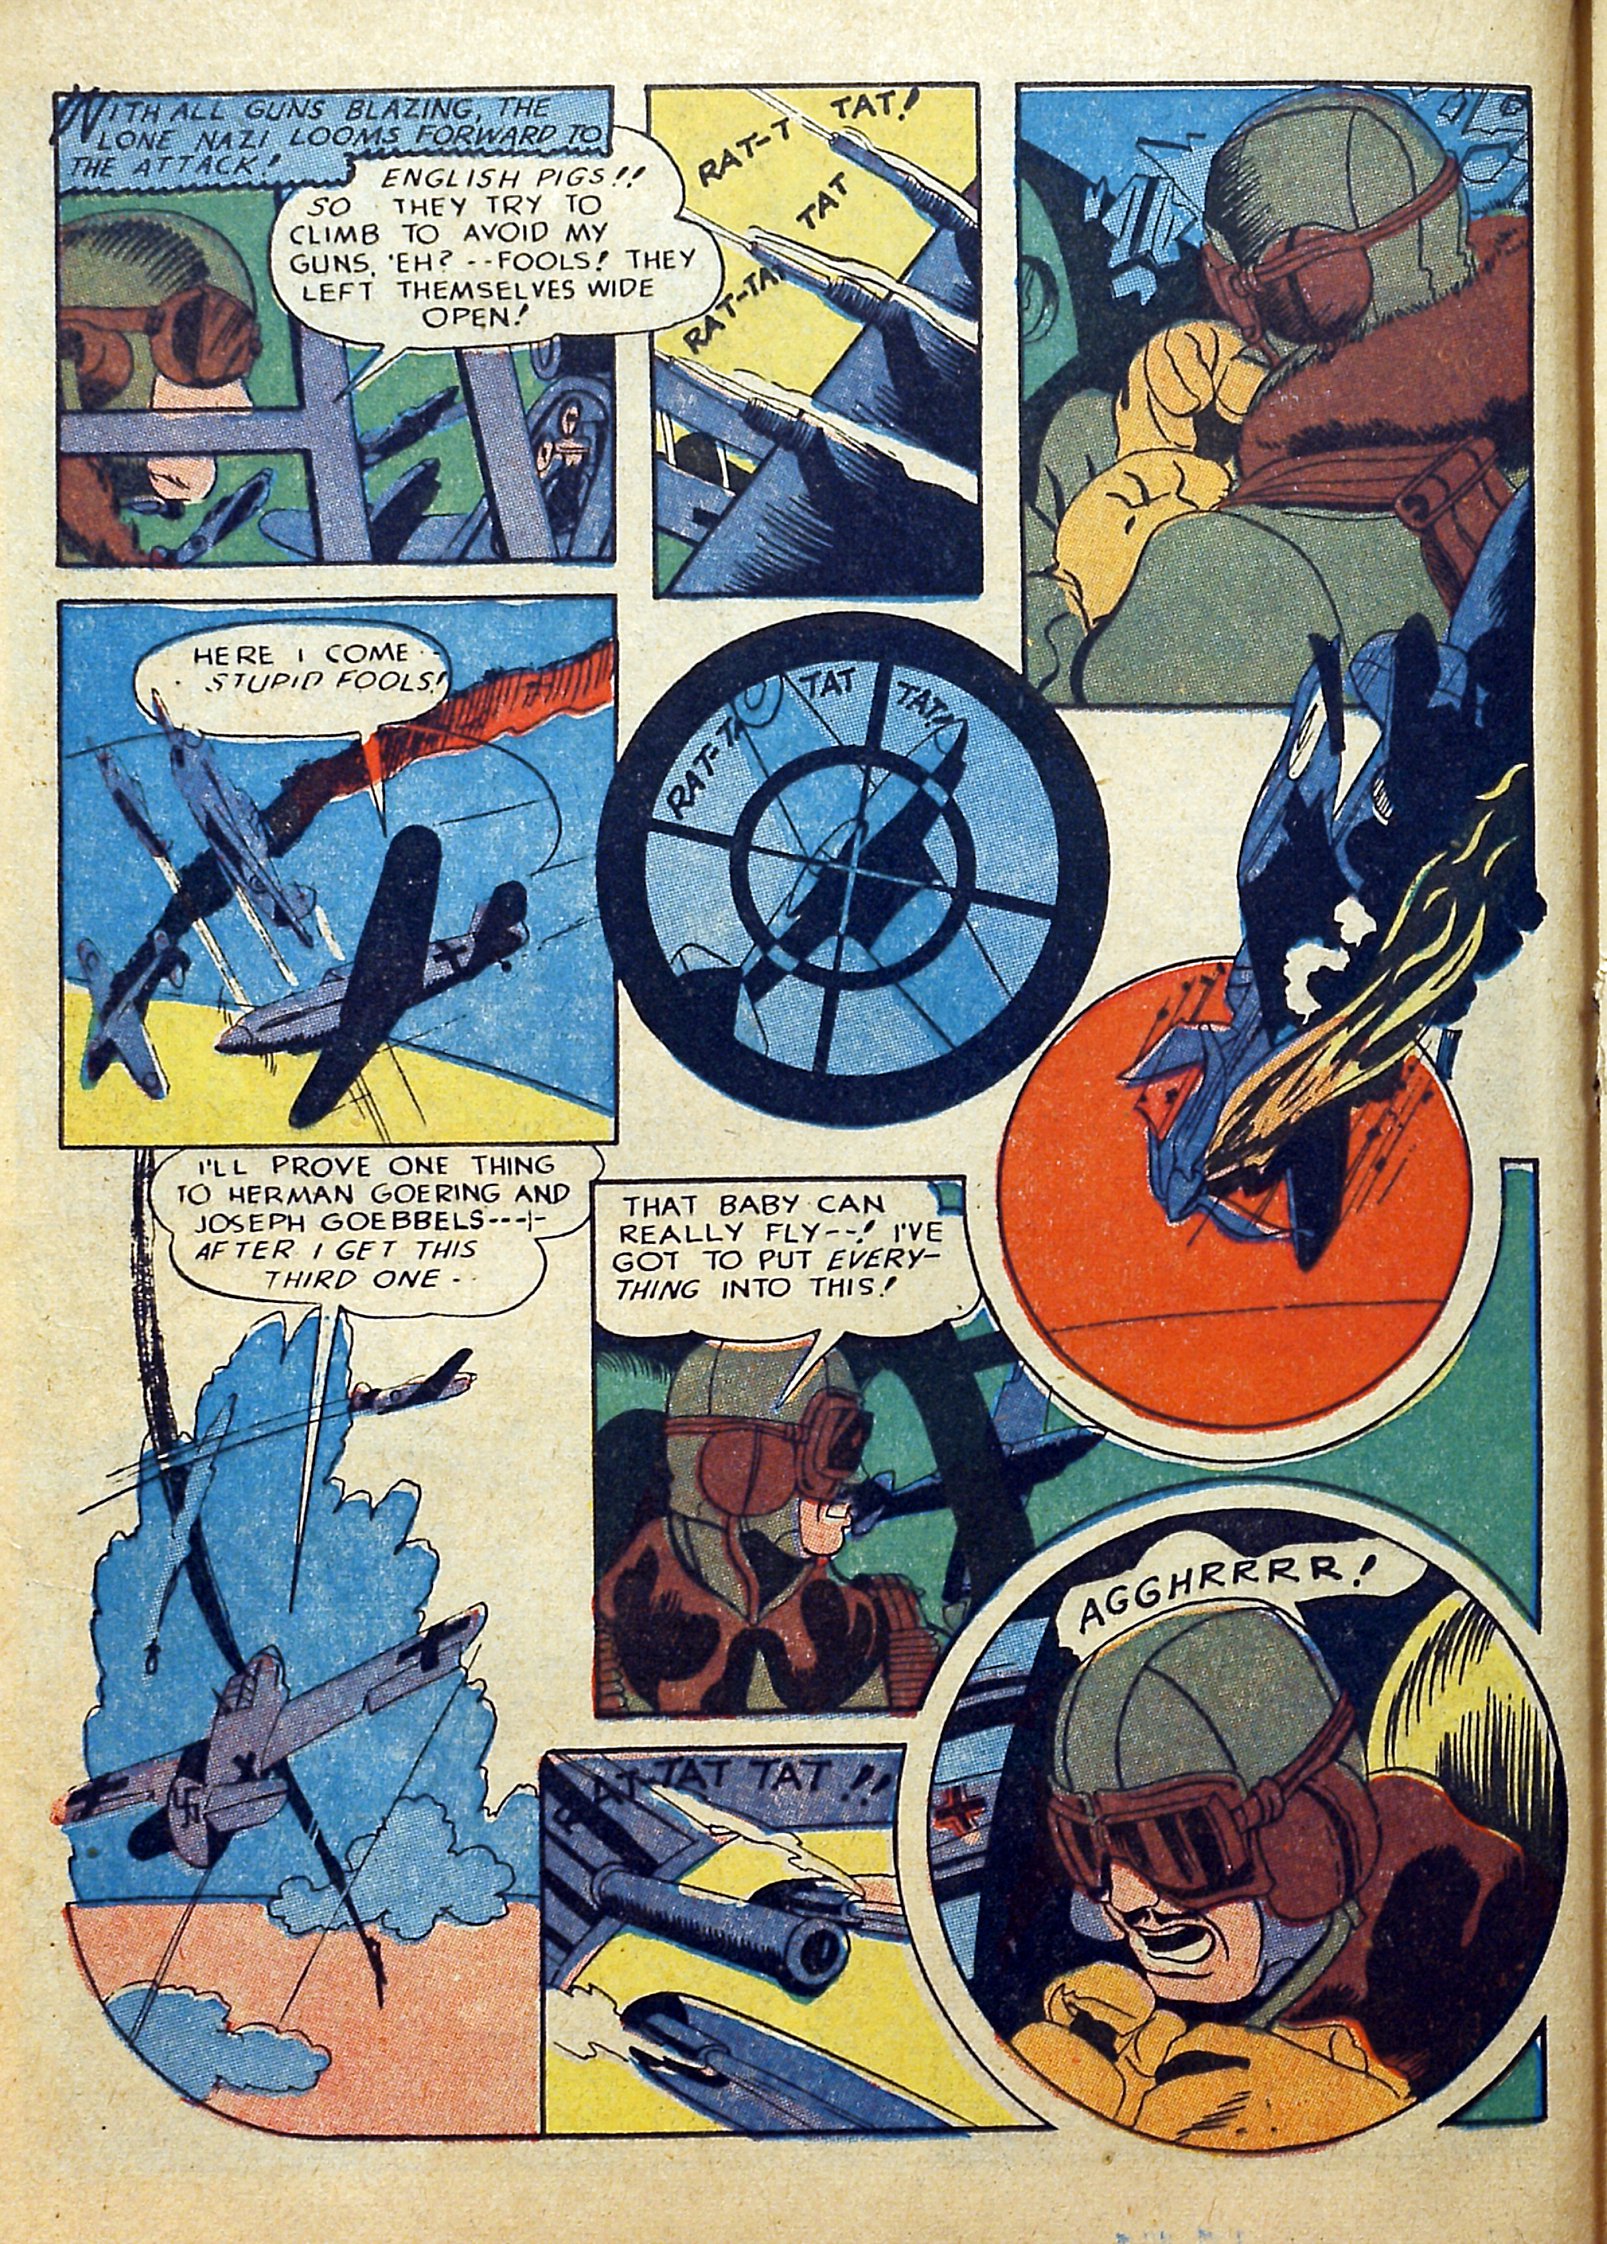 WITH ALL GUNS BLAZING, THE
LONE NAZI LOOMS FORWARD TO
THE ATTACK!
ENGLISH PIGS!!
SO THEY TRY TO
CLIMB TO AVOID MY
GUNS, 'EH? --FOOLS! THEY
LEFT THEMSELVES WIDE
OPEN!
RAT-T TAT!
TAT
RAT-TA
HERE I COME--
STUPID FOOLS!
RAT-TA TAT TAT!
I'LL PROVE ONE THING
TO HERMAN GOERING AND
JOSEPH GOEBBELS---I-
AFTER I GET THIS
THIRD ONE--
THAT BABY CAN
REALLY FLY--! I'VE
GOT TO PUT EVERY-
THING INTO THIS!
RAT-TAT TAT!!
AGGHRRRR!